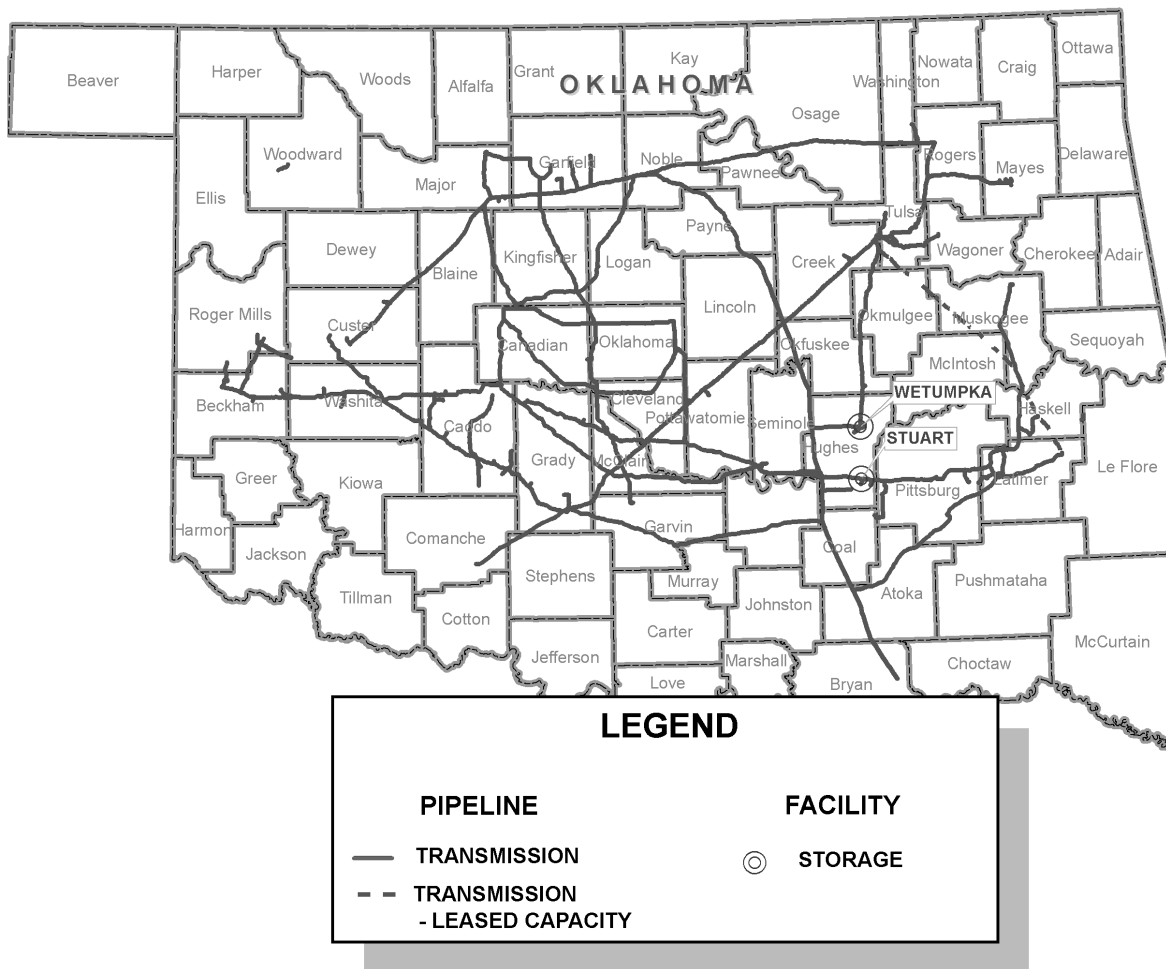 Ottawa
Nowata
Craig
Kay
Beaver
Harper
Woods
Alfalfa
Grant
Washington
OKLAHOMA
Osage
Woodward
Garfield
Noble
Rogers
Mayes
Delaware
Major
Pawnee
Ellis
Tulsa
Payne
Dewey
Kingfisher
Logan
Creek
Wagoner
Cherokee
Adair
Blaine
Lincoln
Roger Mills
Custer
Okmulgee
Muskogee
Canadian
Oklahoma
Okfuskee
Sequoyah
McIntosh
WETUMPKA
Beckham
Washita
Cleveland
Pottawatomie
Haskell
Caddo
Seminole
STUART
Hughes
Grady
McClain
Le Flore
Greer
Kiowa
Pittsburg
Latimer
Harmon
Garvin
Comanche
Coal
Jackson
Stephens
Murray
Pushmataha
Tillman
Johnston
Atoka
Cotton
Carter
McCurtain
Jefferson
Marshall
Choctaw
Love
Bryan
LEGEND
PIPELINE
FACILITY
TRANSMISSION
STORAGE
TRANSMISSION
- LEASED CAPACITY